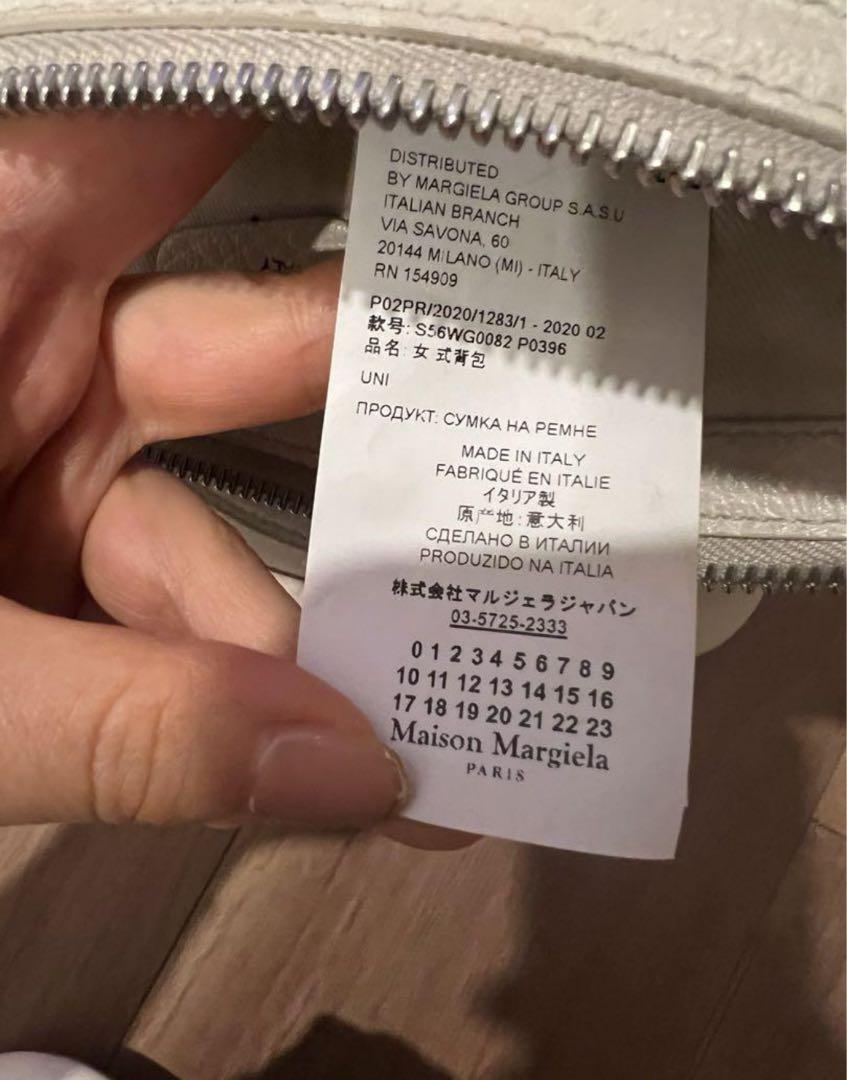 DISTRIBUTED
BY MARGIELA GROUP S.A.S.U
ITALIAN BRANCH
VIA SAVONA, 60
20144 MILANO (MI) - ITALY
RN 154909
P02PR/2020/1283/1 - 2020 02
款号: S56WG0082 P0396
品名: 女 式背包
UNI
ПРОДУКТ: СУМКА НА РЕМНЕ
MADE IN ITALY
FABRIQUÉ EN ITALIE
イタリア製
原产地: 意大利
СДЕЛАНО В ИТАЛИИ
PRODUZIDO NA ITALIA
株式会社マルジェラジャパン
03-5725-2333
0 1 2 3 4 5 6 7 8 9
10 11 12 13 14 15 16
17 18 19 20 21 22 23
Maison Margiela
PARIS